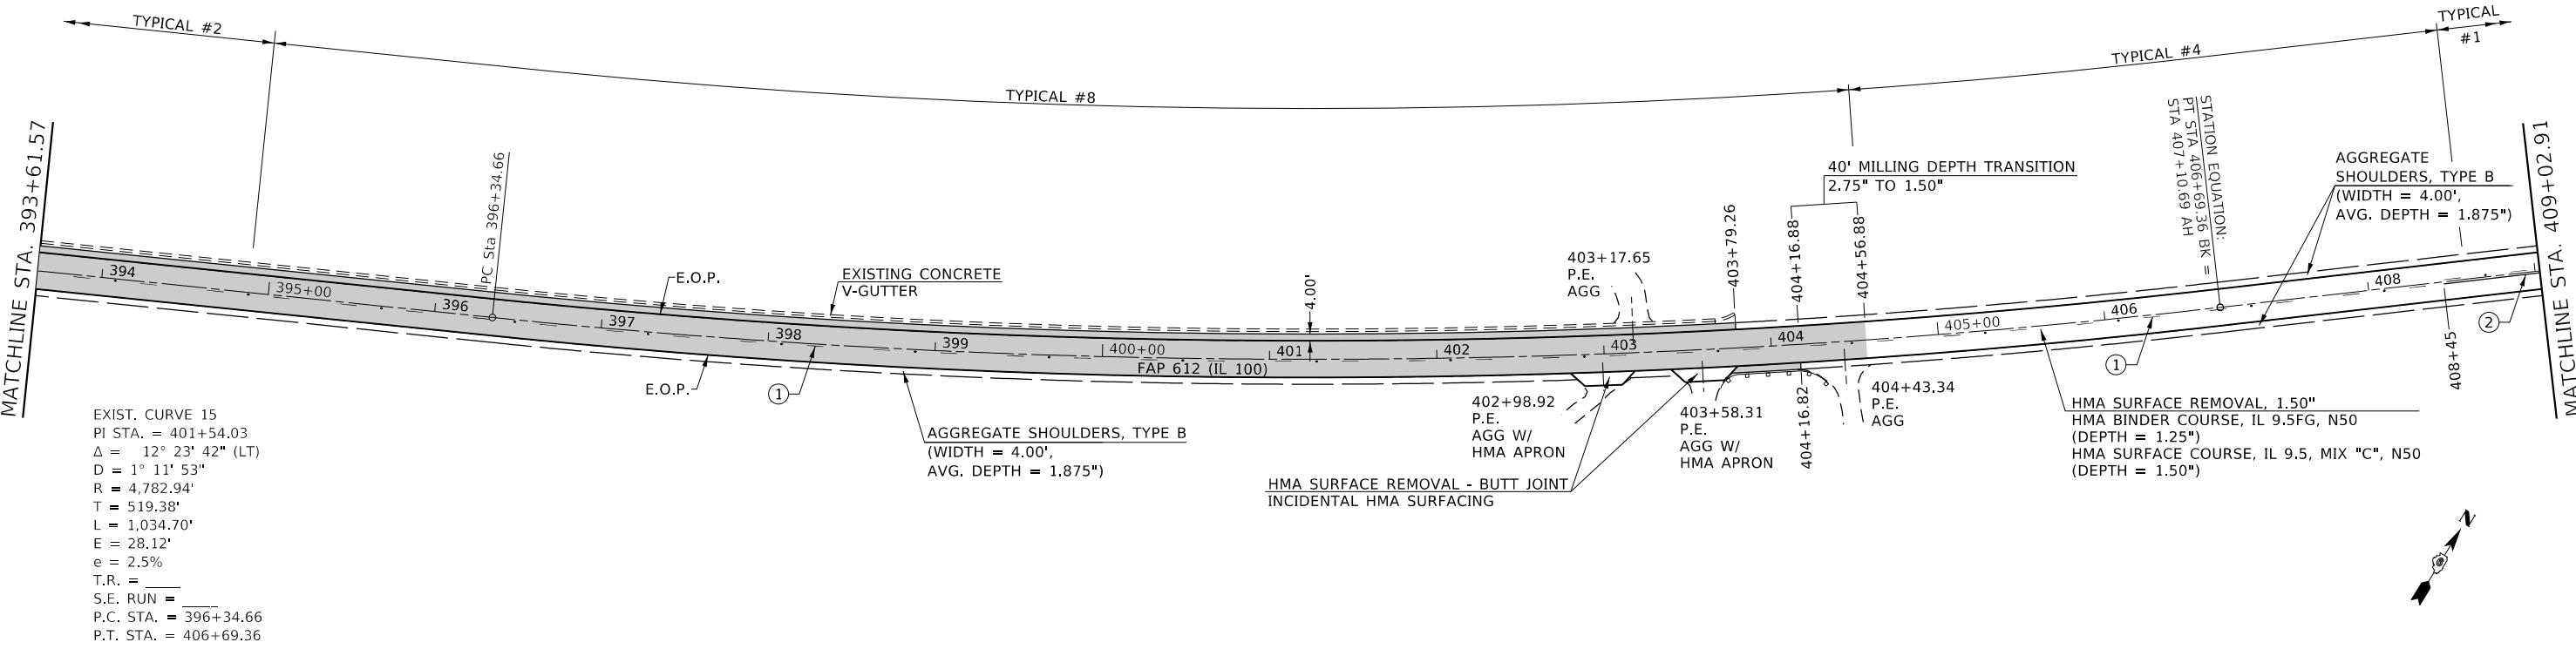 TYPICAL #2
TYPICAL #8
TYPICAL #4
TYPICAL
#1
MATCHLINE STA. 393+61.57
394
395+00
396
PC Sta 396+34.66
397
E.O.P.
398
EXISTING CONCRETE
V-GUTTER
399
400+00
401
4.00'
402
403
403+17.65
P.E.
AGG
403+79.26
404+16.88
404+56.88
40' MILLING DEPTH TRANSITION
2.75" TO 1.50"
404
405+00
406
STATION EQUATION:
PT STA 406+69.36 BK =
STA 407+10.69 AH
408
AGGREGATE
SHOULDERS, TYPE B
(WIDTH = 4.00',
AVG. DEPTH = 1.875")
MATCHLINE STA. 409+02.91
FAP 612 (IL 100)
E.O.P.
1
AGGREGATE SHOULDERS, TYPE B
(WIDTH = 4.00',
AVG. DEPTH = 1.875")
402+98.92
P.E.
AGG W/
HMA APRON
HMA SURFACE REMOVAL - BUTT JOINT
INCIDENTAL HMA SURFACING
403+58.31
P.E.
AGG W/
HMA APRON
404+16.82
404+43.34
P.E.
AGG
1
HMA SURFACE REMOVAL, 1.50"
HMA BINDER COURSE, IL 9.5FG, N50
(DEPTH = 1.25")
HMA SURFACE COURSE, IL 9.5, MIX "C", N50
(DEPTH = 1.50")
408+45
2
EXIST. CURVE 15
PI STA. = 401+54.03
Δ = 12° 23' 42" (LT)
D = 1° 11' 53"
R = 4,782.94'
T = 519.38'
L = 1,034.70'
E = 28.12'
e = 2.5%
T.R. = ____
S.E. RUN = ____
P.C. STA. = 396+34.66
P.T. STA. = 406+69.36
N